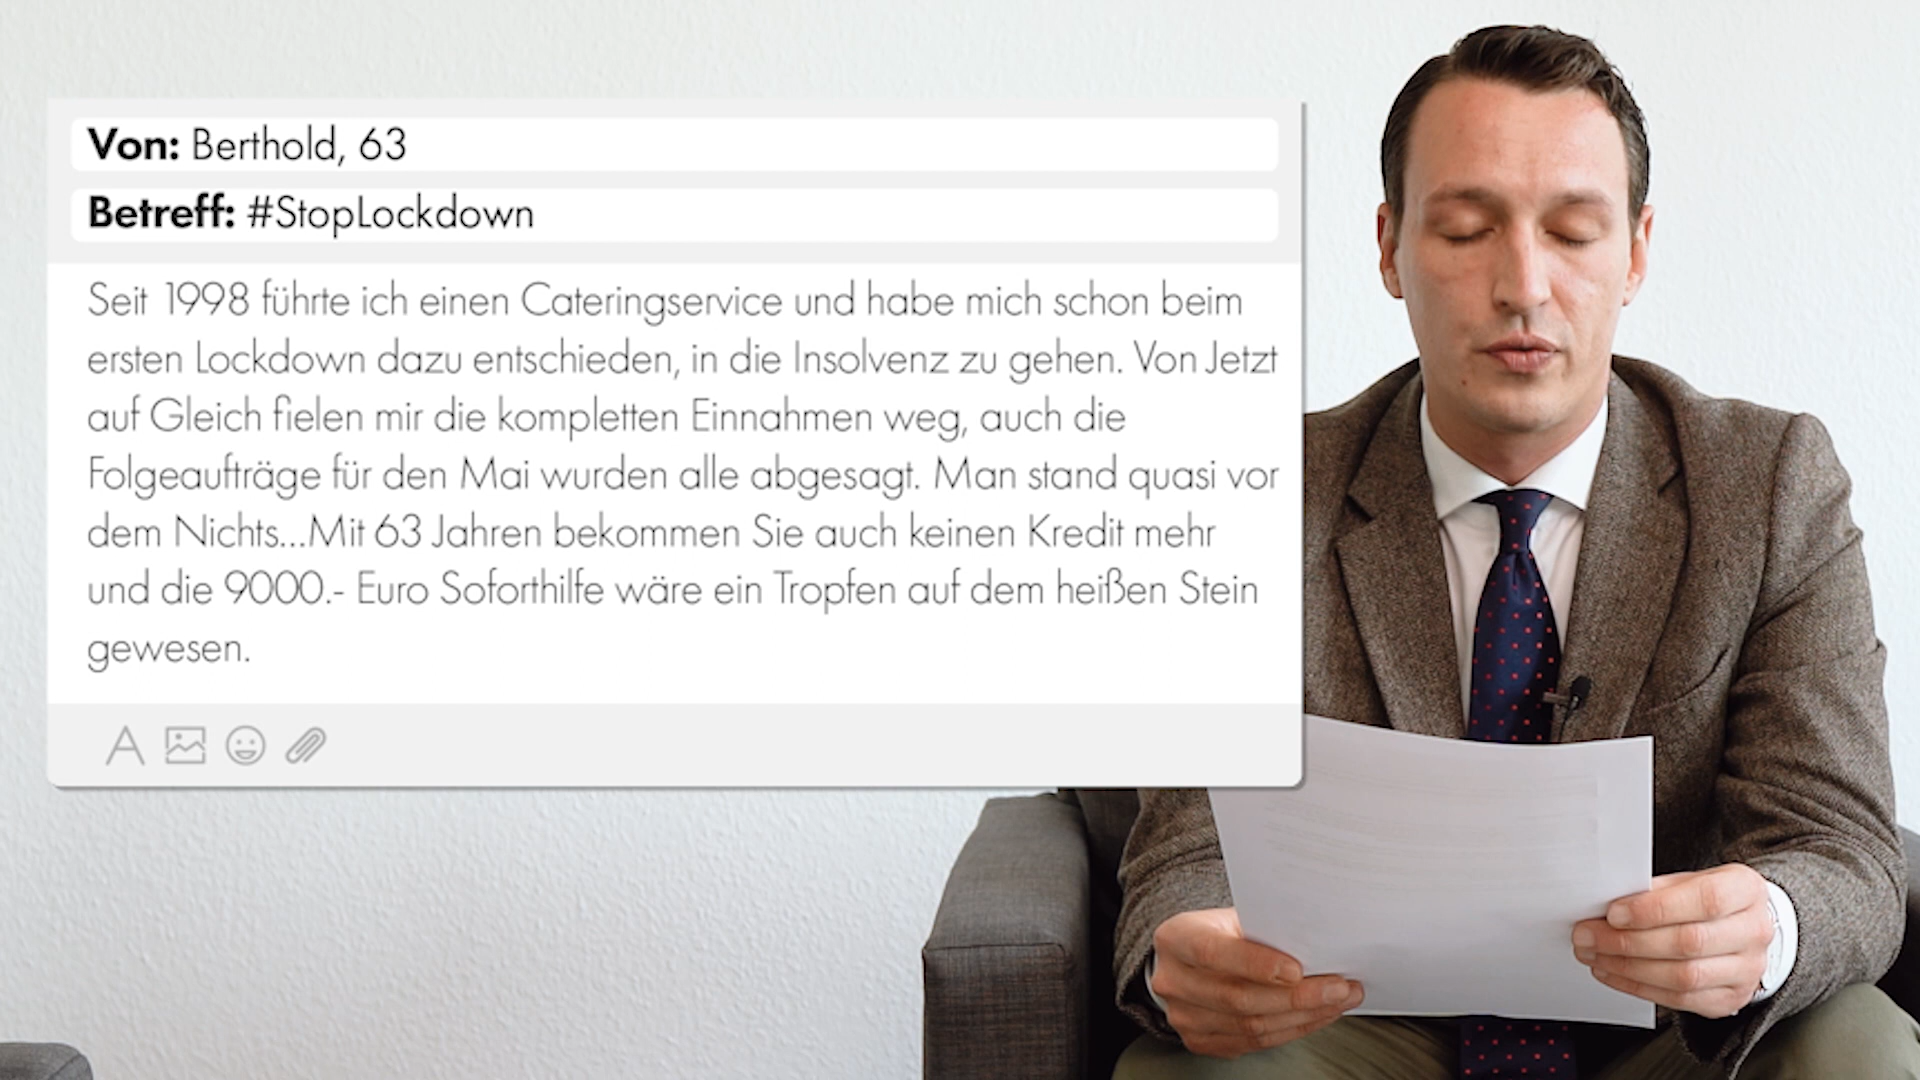 Von: Berthold, 63
Betreff: #StopLockdown
Seit 1998 führte ich einen Cateringservice und habe mich schon beim
ersten Lockdown dazu entschieden, in die Insolvenz zu gehen. Von Jetzt
auf Gleich fielen mir die kompletten Einnahmen weg, auch die
Folgeaufträge für den Mai wurden alle abgesagt. Man stand quasi vor
dem Nichts...Mit 63 Jahren bekommen Sie auch keinen Kredit mehr
und die 9000.- Euro Soforthilfe wäre ein Tropfen auf dem heißen Stein
gewesen.